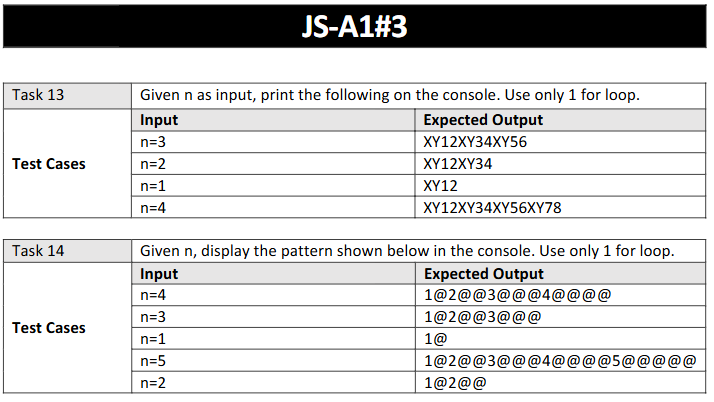 JS-A1#3
Task 13 Given n as input, print the following on the console. Use only 1 for loop.
Input Expected Output
n=3 XY12XY34XY56
n=2 XY12XY34
Test Cases
n=1 XY12
n=4 XY12XY34XY56XY78
Task 14 Given n, display the pattern shown below in the console. Use only 1 for loop.
Input Expected Output
n=4 1@2@@3@@@4@@@@
n=3 1@2@@3@@@
Test Cases
n=1 1@
n=5 1@2@@3@@@4@@@@5@@@@@
n=2 1@2@@